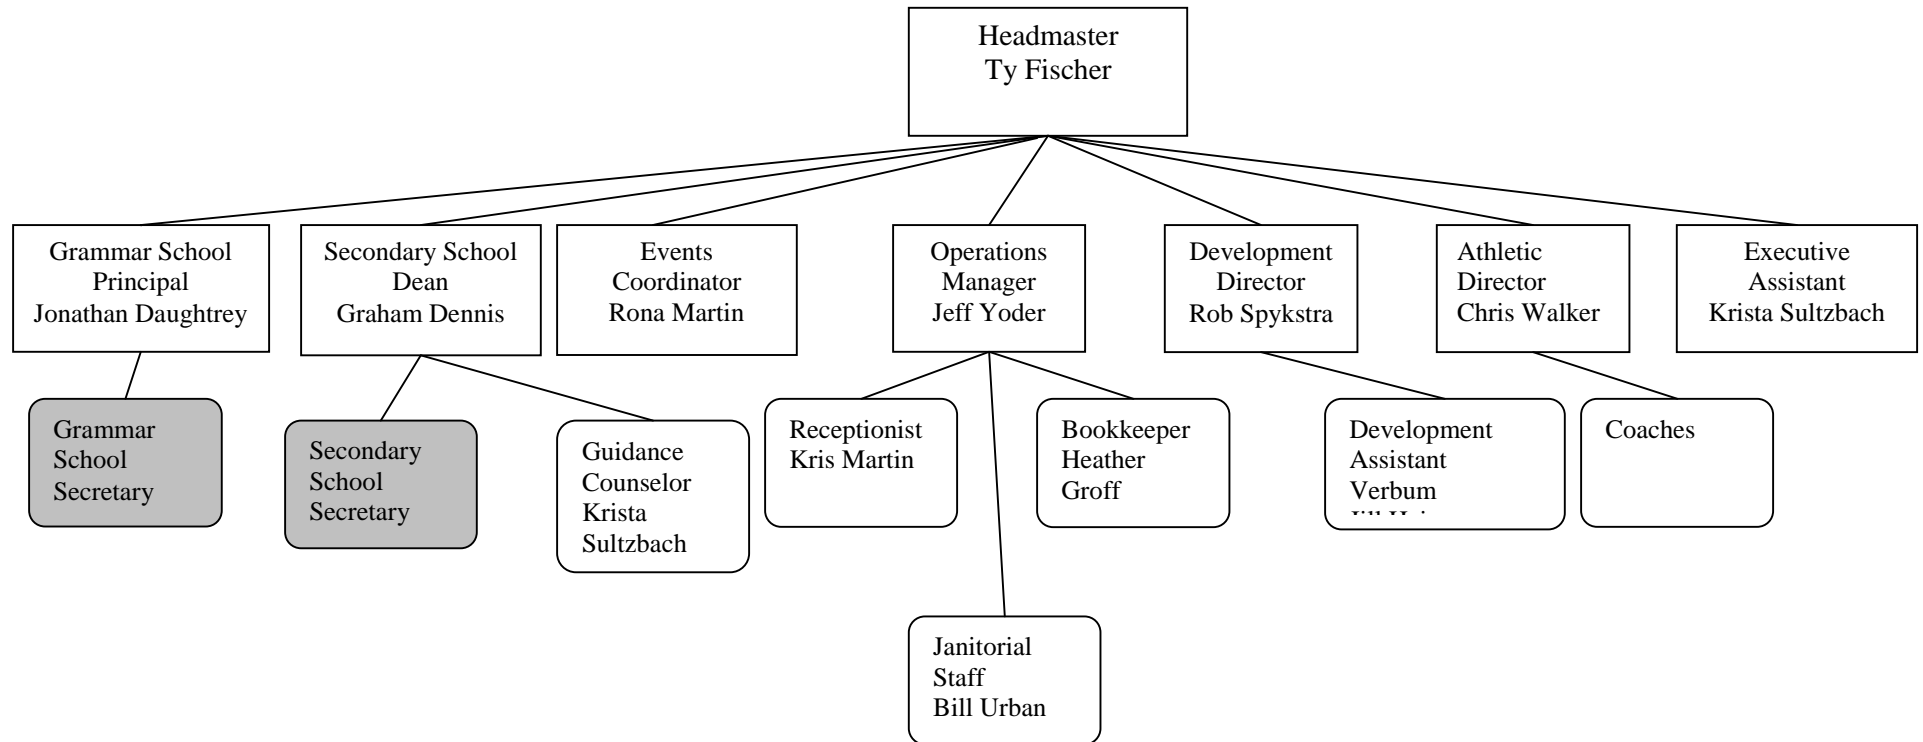 Headmaster
Ty Fischer
Grammar School
Principal
Jonathan Daughtrey
Secondary School
Dean
Graham Dennis
Events
Coordinator
Rona Martin
Operations
Manager
Jeff Yoder
Development
Director
Rob Spykstra
Athletic
Director
Chris Walker
Executive
Assistant
Krista Sultzbach
Grammar
School
Secretary
Secondary
School
Secretary
Guidance
Counselor
Krista
Sultzbach
Receptionist
Kris Martin
Bookkeeper
Heather
Groff
Development
Assistant
Verbum
Coaches
Janitorial
Staff
Bill Urban